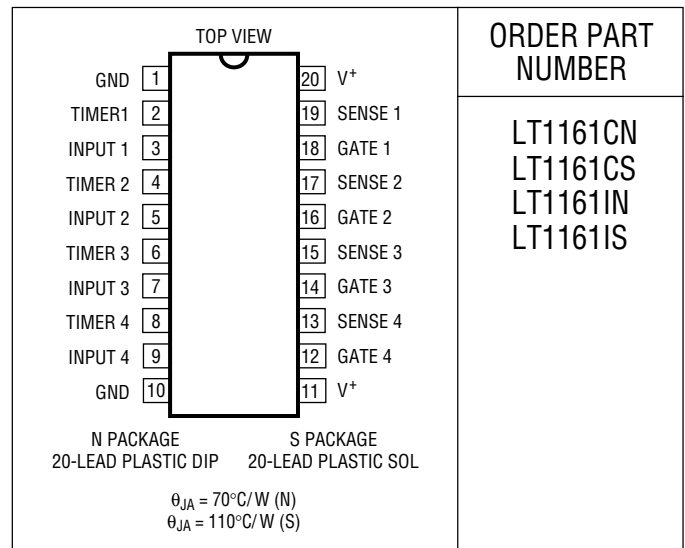 TOP VIEW
GND 1
TIMER1 2
INPUT 1 3
TIMER 2 4
INPUT 2 5
TIMER 3 6
INPUT 3 7
TIMER 4 8
INPUT 4 9
GND 10
20 V+
19 SENSE 1
18 GATE 1
17 SENSE 2
16 GATE 2
15 SENSE 3
14 GATE 3
13 SENSE 4
12 GATE 4
11 V+
N PACKAGE
20-LEAD PLASTIC DIP
S PACKAGE
20-LEAD PLASTIC SOL
θJA = 70°C/W (N)
θJA = 110°C/W (S)
ORDER PART
NUMBER
LT1161CN
LT1161CS
LT1161IN
LT1161IS